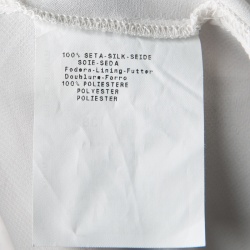 100% SETA-SILK-SEIDE
SOIE-SEDA
Fodera-Lining-Futter
Doublure-Forro
100% POLIESTERE
POLYESTER
POLIESTER